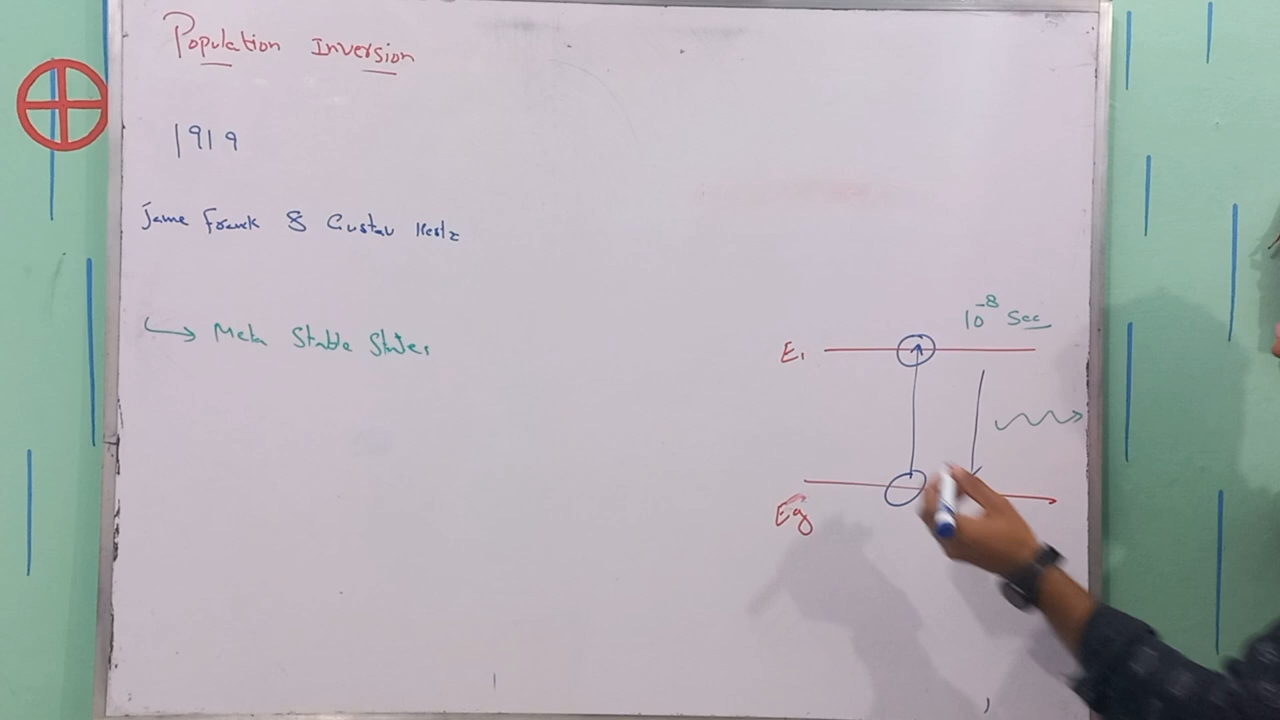 Population Inversion
1919
Jame Franck & Gustav Hertz
↳ Meta Stable States
10⁻⁸ Sec
E₁
Eg